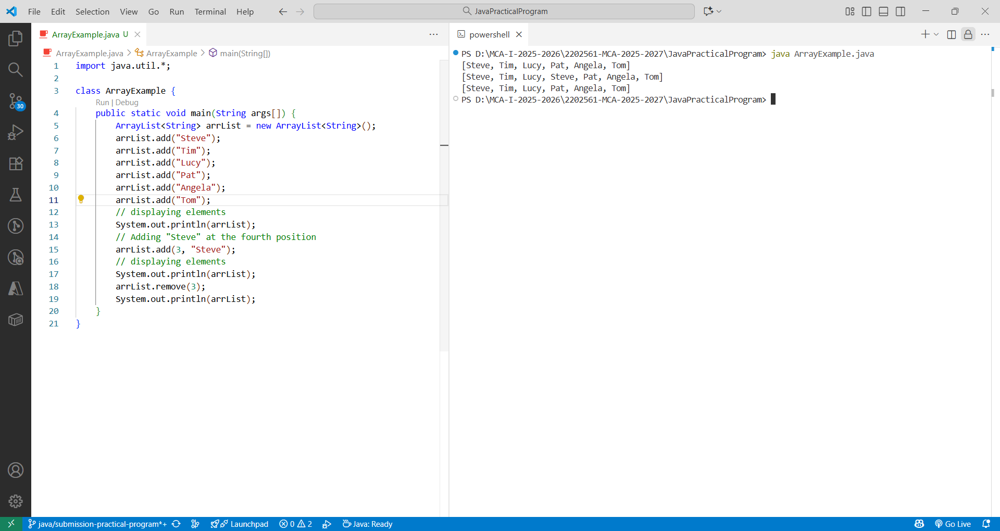 File Edit Selection View Go Run Terminal Help
JavaPracticalProgram
ArrayExample.java U
ArrayExample.java > ArrayExample > main(String[])
1 import java.util.*;
2
3 class ArrayExample {
Run | Debug
4 public static void main(String args[]) {
5 ArrayList<String> arrList = new ArrayList<String>();
6 arrList.add("Steve");
7 arrList.add("Tim");
8 arrList.add("Lucy");
9 arrList.add("Pat");
10 arrList.add("Angela");
11 arrList.add("Tom");
12 // displaying elements
13 System.out.println(arrList);
14 // Adding "Steve" at the fourth position
15 arrList.add(3, "Steve");
16 // displaying elements
17 System.out.println(arrList);
18 arrList.remove(3);
19 System.out.println(arrList);
20 }
21 }
powershell
PS D:\MCA-I-2025-2026\2202561-MCA-2025-2027\JavaPracticalProgram> java ArrayExample.java
[Steve, Tim, Lucy, Pat, Angela, Tom]
[Steve, Tim, Lucy, Steve, Pat, Angela, Tom]
[Steve, Tim, Lucy, Pat, Angela, Tom]
PS D:\MCA-I-2025-2026\2202561-MCA-2025-2027\JavaPracticalProgram>
30
java/submission-practical-program*+ Launchpad 0 2 Java: Ready Go Live